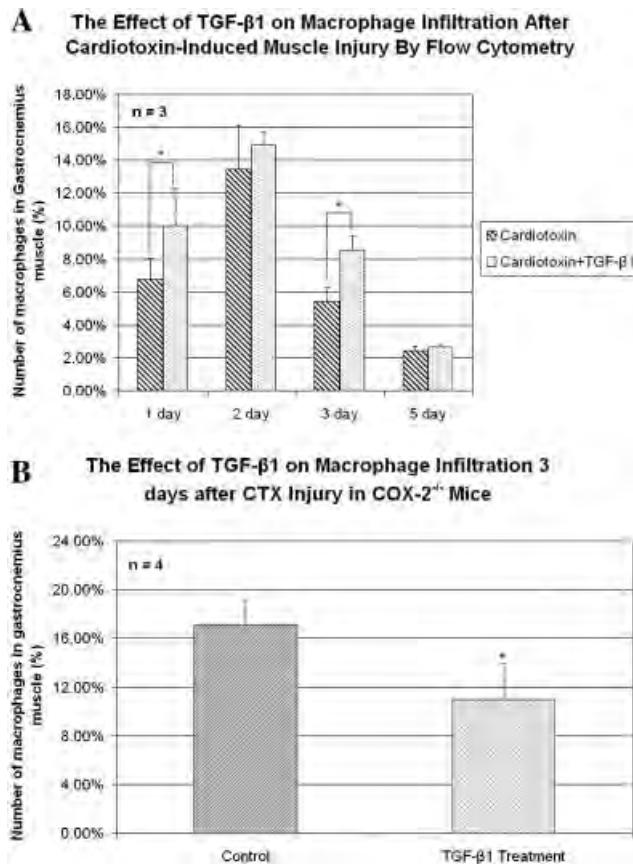 A
The Effect of TGF-β1 on Macrophage Infiltration After
Cardiotoxin-Induced Muscle Injury By Flow Cytometry
Number of macrophages in Gastrocnemius
muscle (%)
18.00%
16.00%
14.00%
12.00%
10.00%
8.00%
6.00%
4.00%
2.00%
0.00%
n = 3
*
*
1 day
2 day
3 day
5 day
Cardiotoxin
Cardiotoxin+TGF-β1
B
The Effect of TGF-β1 on Macrophage Infiltration 3
days after CTX Injury in COX-2-/- Mice
Number of macrophages in gastrocnemius
muscle (%)
24.00%
20.00%
16.00%
12.00%
8.00%
4.00%
0.00%
n = 4
*
Control
TGF-β1 Treatment